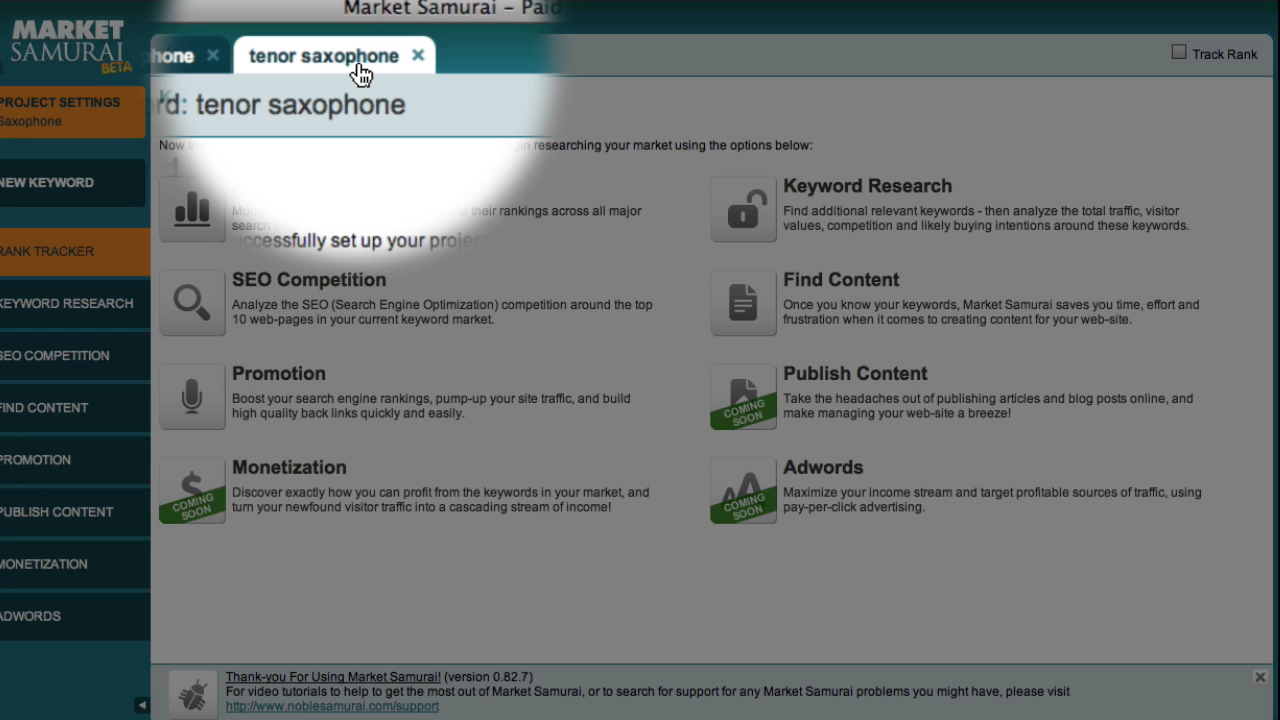 Market Samurai – Paid
MARKET
SAMURAI
BETA
phone ×
tenor saxophone ×
Track Rank
PROJECT SETTINGS
Saxophone
rd: tenor saxophone
Now
in researching your market using the options below:
NEW KEYWORD
their rankings across all major
search
uccessfully set up your projec
Keyword Research
Find additional relevant keywords - then analyze the total traffic, visitor
values, competition and likely buying intentions around these keywords.
RANK TRACKER
SEO Competition
Analyze the SEO (Search Engine Optimization) competition around the top
10 web-pages in your current keyword market.
Find Content
Once you know your keywords, Market Samurai saves you time, effort and
frustration when it comes to creating content for your web-site.
KEYWORD RESEARCH
SEO COMPETITION
Promotion
Boost your search engine rankings, pump-up your site traffic, and build
high quality back links quickly and easily.
COMING
SOON
Publish Content
Take the headaches out of publishing articles and blog posts online, and
make managing your web-site a breeze!
FIND CONTENT
PROMOTION
COMING
SOON
Monetization
Discover exactly how you can profit from the keywords in your market, and
turn your newfound visitor traffic into a cascading stream of income!
COMING
SOON
Adwords
Maximize your income stream and target profitable sources of traffic, using
pay-per-click advertising.
PUBLISH CONTENT
MONETIZATION
ADWORDS
Thank-you For Using Market Samurai! (version 0.82.7)
For video tutorials to help to get the most out of Market Samurai, or to search for support for any Market Samurai problems you might have, please visit
http://www.noblesamurai.com/support